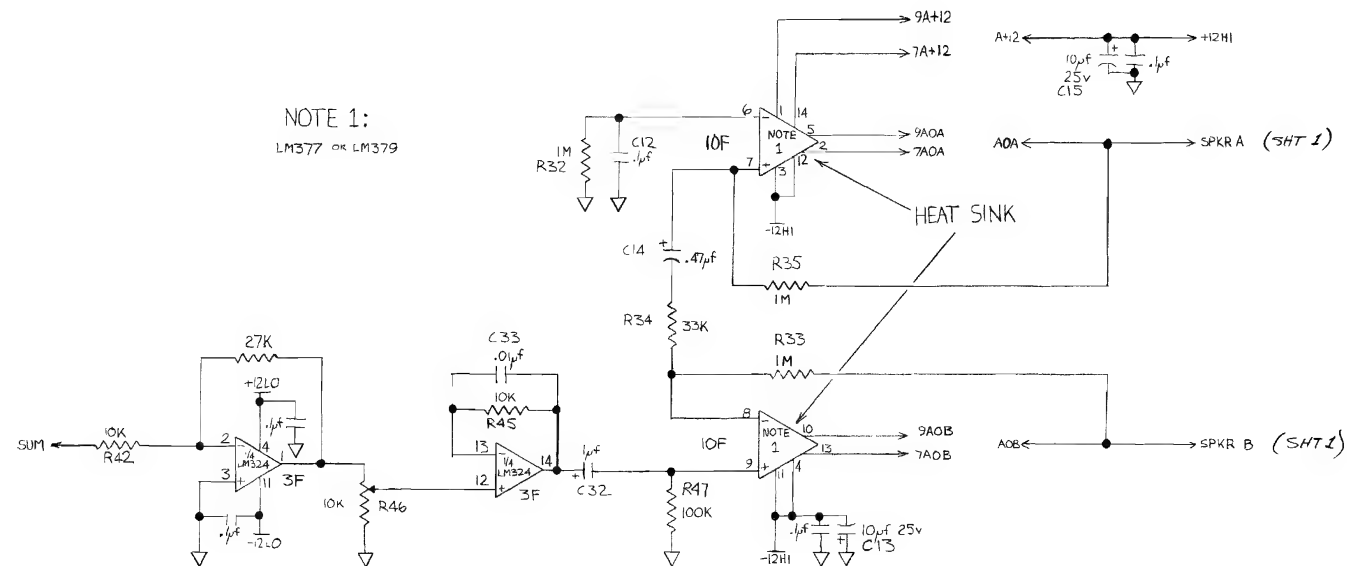 9A+12
7A+12
A+12
+12HI
10µf
25v
C15
.1µf
NOTE 1:
LM377 OR LM379
6
1
14
NOTE
1
5
2
7
3
12
10F
9AOA
7AOA
AOA
SPKR A (SHT 1)
1M
R32
C12
.1µf
-12HI
HEAT SINK
C14
+
.47µf
R35
1M
R34
33K
R33
1M
27K
+12LO
.1µf
SUM
10K
R42
2
3
4
1
11
1/4
LM324
3F
.1µf
-12LO
10K
R46
C33
.01µf
10K
R45
13
12
14
1/4
LM324
3F
1µf
+
C32
R47
100K
8
9
10F
NOTE
1
10
13
11
4
9AOB
7AOB
AOB
SPKR B (SHT 1)
-12HI
.1µf
+
10µf 25v
C13